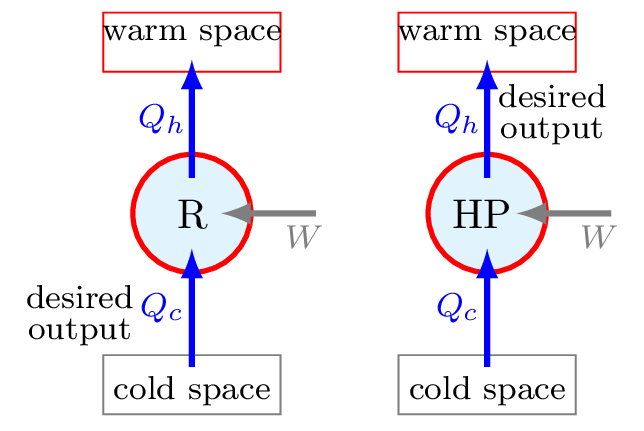 warm space
Q_h
R
W
desired
output
Q_c
cold space
warm space
desired
output
Q_h
HP
W
Q_c
cold space